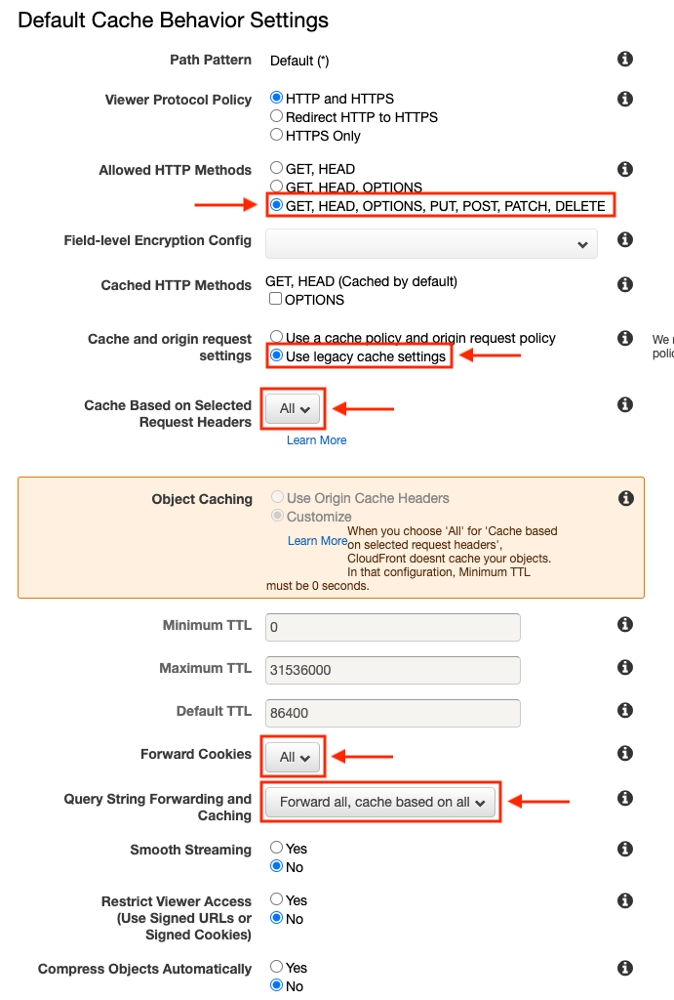 Default Cache Behavior Settings
Path Pattern Default (*)
Viewer Protocol Policy HTTP and HTTPS
Redirect HTTP to HTTPS
HTTPS Only
Allowed HTTP Methods GET, HEAD
GET, HEAD, OPTIONS
GET, HEAD, OPTIONS, PUT, POST, PATCH, DELETE
Field-level Encryption Config
Cached HTTP Methods GET, HEAD (Cached by default)
OPTIONS
Cache and origin request
settings
Use a cache policy and origin request policy
Use legacy cache settings
We
Cache Based on Selected
Request Headers
All
Learn More
Object Caching Use Origin Cache Headers
Customize
Learn More
When you choose 'All' for 'Cache based
on selected request headers',
CloudFront doesnt cache your objects.
In that configuration, Minimum TTL
must be 0 seconds.
Minimum TTL 0
Maximum TTL 31536000
Default TTL 86400
Forward Cookies All
Query String Forwarding and
Caching
Forward all, cache based on all
Smooth Streaming Yes
No
Restrict Viewer Access
(Use Signed URLs or
Signed Cookies)
Yes
No
Compress Objects Automatically Yes
No